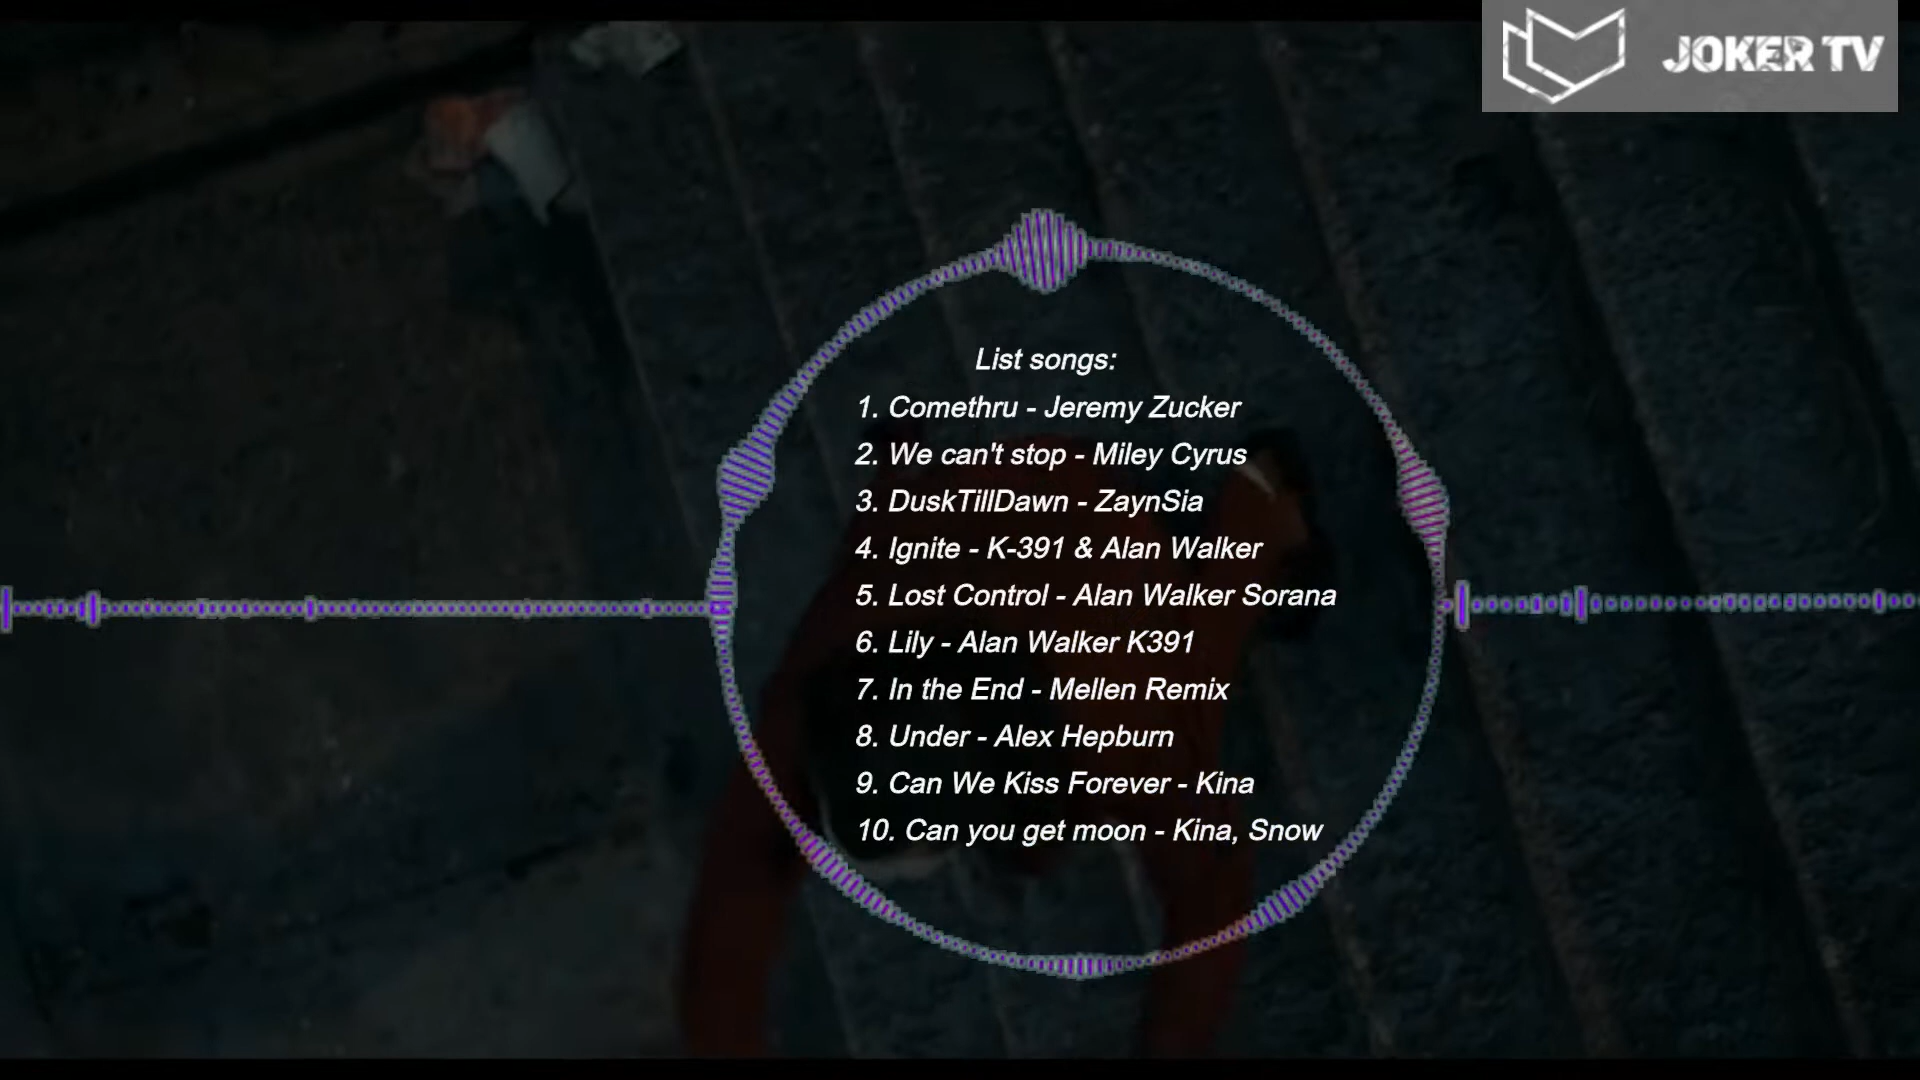 JOKER TV
List songs:
1. Comethru - Jeremy Zucker
2. We can't stop - Miley Cyrus
3. DuskTillDawn - ZaynSia
4. Ignite - K-391 & Alan Walker
5. Lost Control - Alan Walker Sorana
6. Lily - Alan Walker K391
7. In the End - Mellen Remix
8. Under - Alex Hepburn
9. Can We Kiss Forever - Kina
10. Can you get moon - Kina, Snow